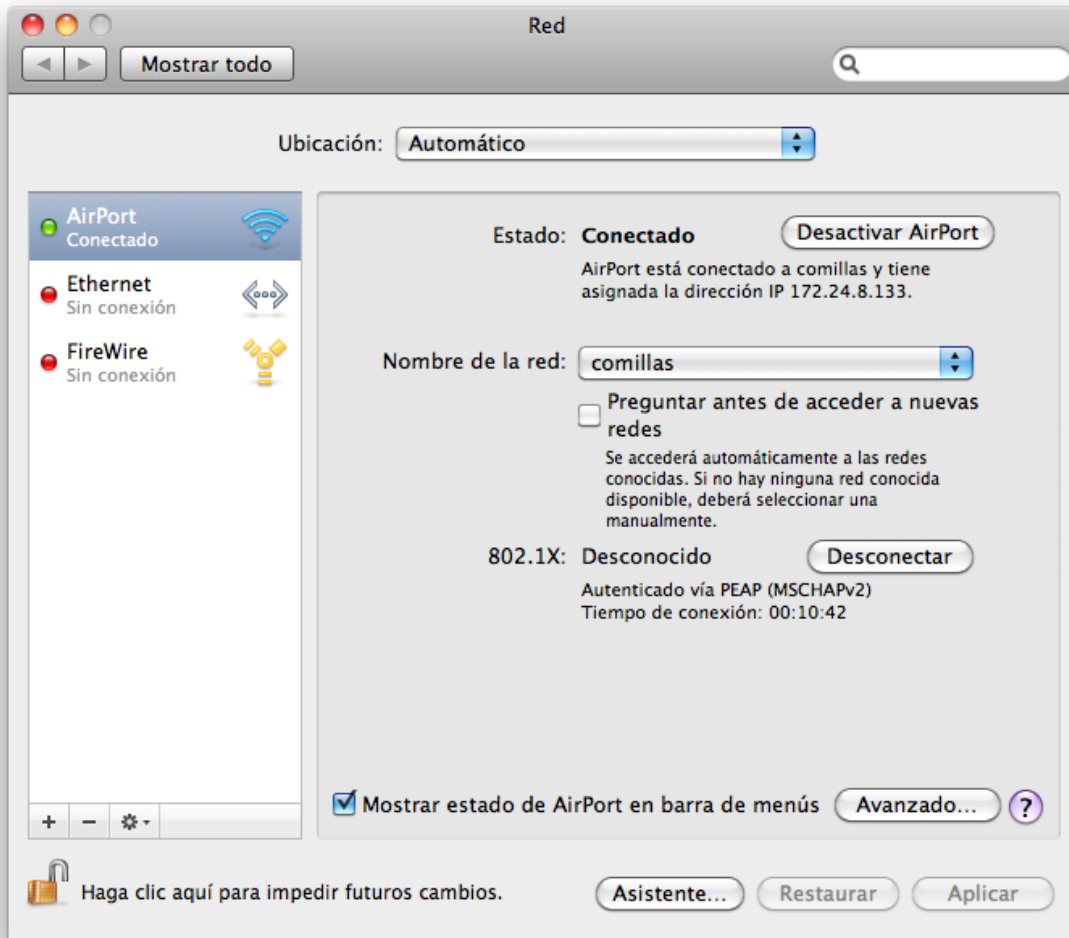 Red
Mostrar todo
Ubicación: Automático
AirPort
Conectado
Ethernet
Sin conexión
FireWire
Sin conexión
Estado: Conectado Desactivar AirPort
AirPort está conectado a comillas y tiene
asignada la dirección IP 172.24.8.133.
Nombre de la red: comillas
Preguntar antes de acceder a nuevas
redes
Se accederá automáticamente a las redes
conocidas. Si no hay ninguna red conocida
disponible, deberá seleccionar una
manualmente.
802.1X: Desconocido Desconectar
Autenticado vía PEAP (MSCHAPv2)
Tiempo de conexión: 00:10:42
Mostrar estado de AirPort en barra de menús Avanzado... ?
Haga clic aquí para impedir futuros cambios. Asistente... Restaurar Aplicar